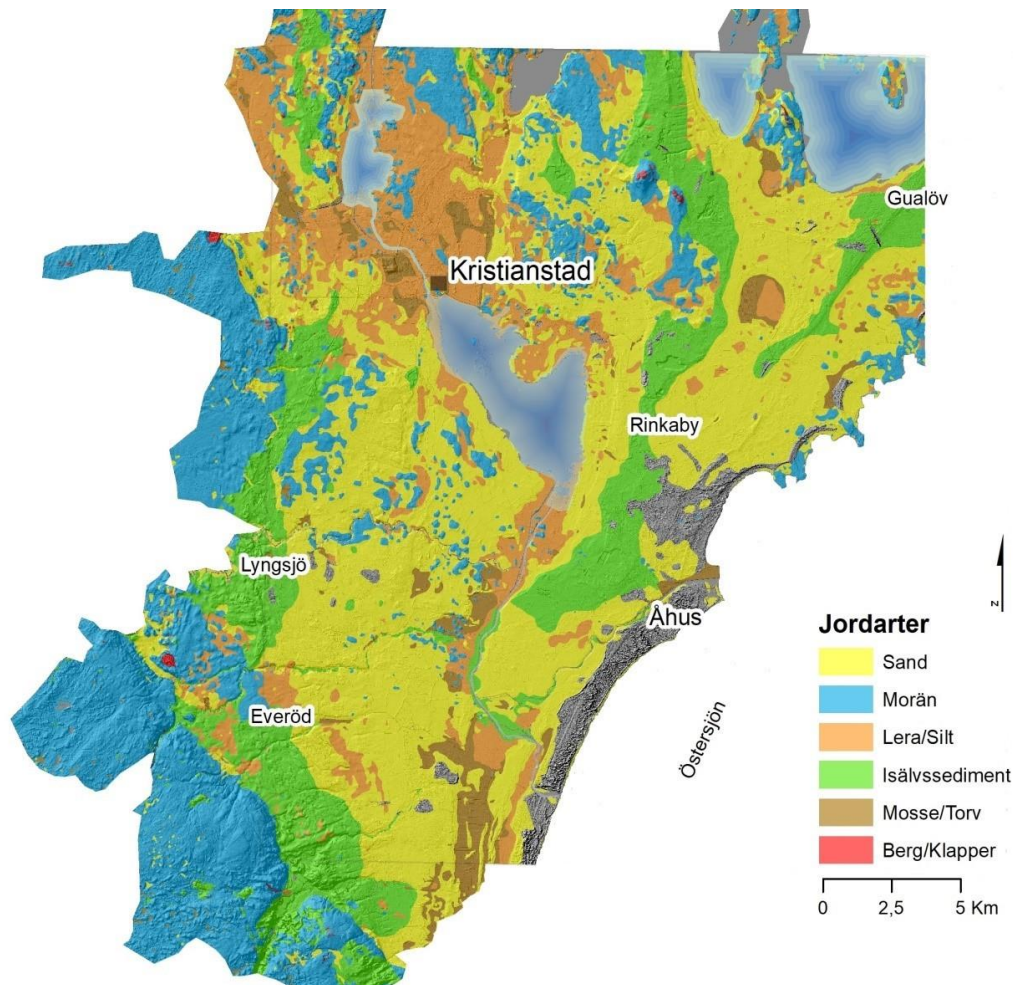 Gualöv
Kristianstad
Rinkaby
Lyngsjö
Åhus
Everöd
Östersjön
N
Jordarter
Sand
Morän
Lera/Silt
Isälvssediment
Mosse/Torv
Berg/Klapper
0 2,5 5 Km